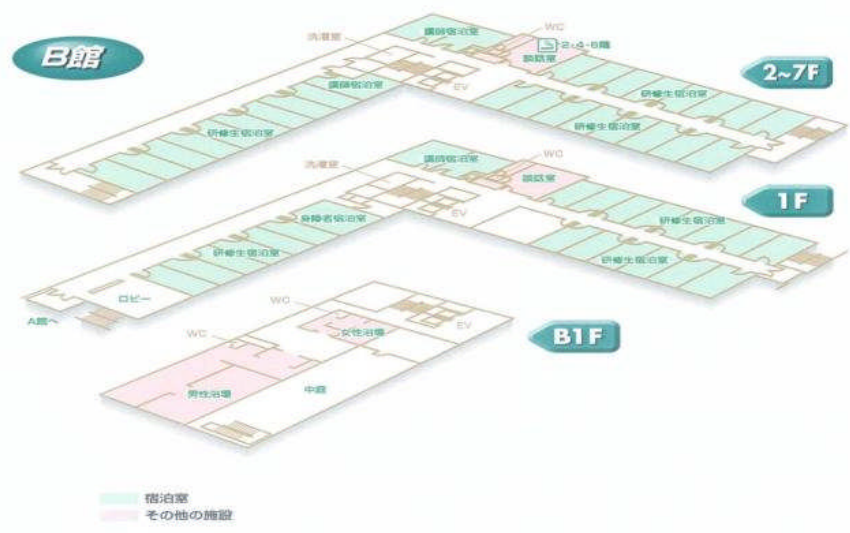 B館
洗濯室
講師宿泊室
WC
2・4・6階
談話室
2~7F
EV
講師宿泊室
研修生宿泊室
研修生宿泊室
研修生宿泊室
洗濯室
講師宿泊室
WC
談話室
1F
身障者宿泊室
EV
研修生宿泊室
研修生宿泊室
研修生宿泊室
ロビー
A館へ
WC
WC
女性浴場
EV
B1F
男性浴場
中庭
宿泊室
その他の施設